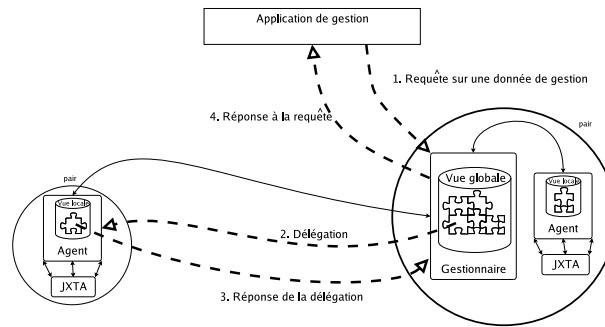 Application de gestion
1. Requête sur une donnée de gestion
4. Réponse à la requête
pair
Vue globale
Vue locale
Agent
JXTA
Gestionnaire
pair
Vue locale
Agent
JXTA
2. Délégation
3. Réponse de la délégation